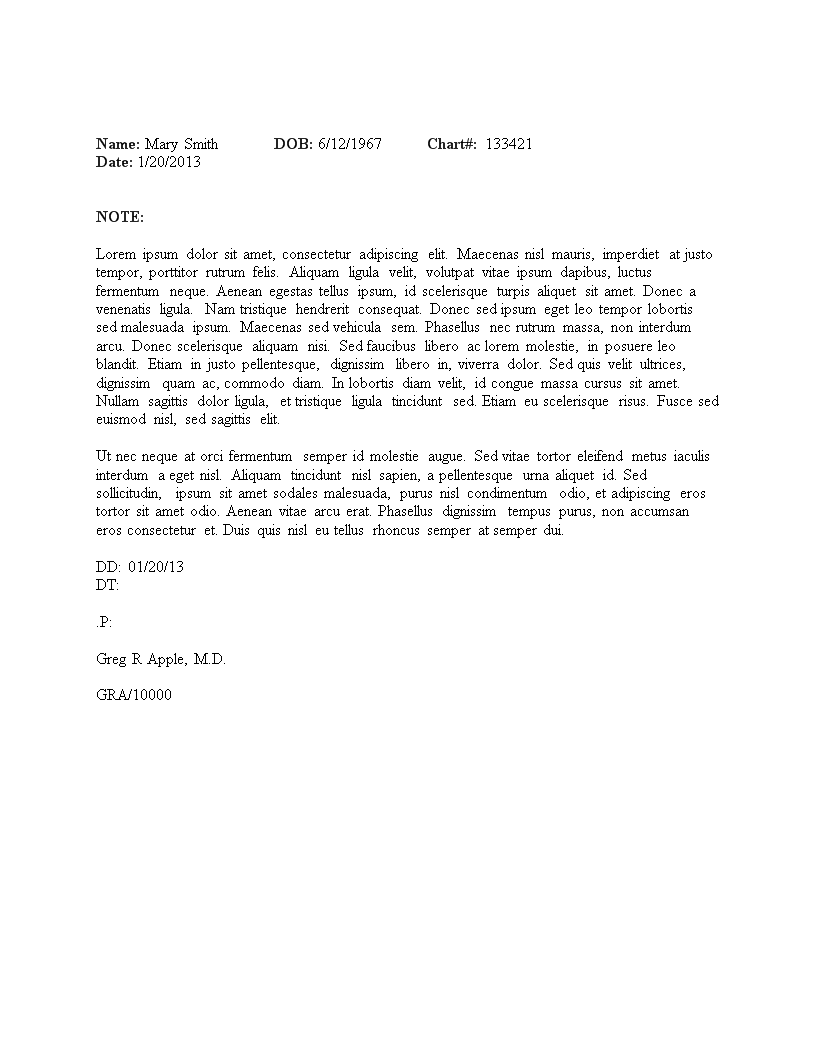 Name: Mary Smith DOB: 6/12/1967 Chart#: 133421
Date: 1/20/2013
NOTE:
Lorem ipsum dolor sit amet, consectetur adipiscing elit. Maecenas nisl mauris, imperdiet at justo
tempor, porttitor rutrum felis. Aliquam ligula velit, volutpat vitae ipsum dapibus, luctus
fermentum neque. Aenean egestas tellus ipsum, id scelerisque turpis aliquet sit amet. Donec a
venenatis ligula. Nam tristique hendrerit consequat. Donec sed ipsum eget leo tempor lobortis
sed malesuada ipsum. Maecenas sed vehicula sem. Phasellus nec rutrum massa, non interdum
arcu. Donec scelerisque aliquam nisi. Sed faucibus libero ac lorem molestie, in posuere leo
blandit. Etiam in justo pellentesque, dignissim libero in, viverra dolor. Sed quis velit ultrices,
dignissim quam ac, commodo diam. In lobortis diam velit, id congue massa cursus sit amet.
Nullam sagittis dolor ligula, et tristique ligula tincidunt sed. Etiam eu scelerisque risus. Fusce sed
euismod nisl, sed sagittis elit.
Ut nec neque at orci fermentum semper id molestie augue. Sed vitae tortor eleifend metus iaculis
interdum a eget nisl. Aliquam tincidunt nisl sapien, a pellentesque urna aliquet id. Sed
sollicitudin, ipsum sit amet sodales malesuada, purus nisl condimentum odio, et adipiscing eros
tortor sit amet odio. Aenean vitae arcu erat. Phasellus dignissim tempus purus, non accumsan
eros consectetur et. Duis quis nisl eu tellus rhoncus semper at semper dui.
DD: 01/20/13
DT:
.P:
Greg R Apple, M.D.
GRA/10000